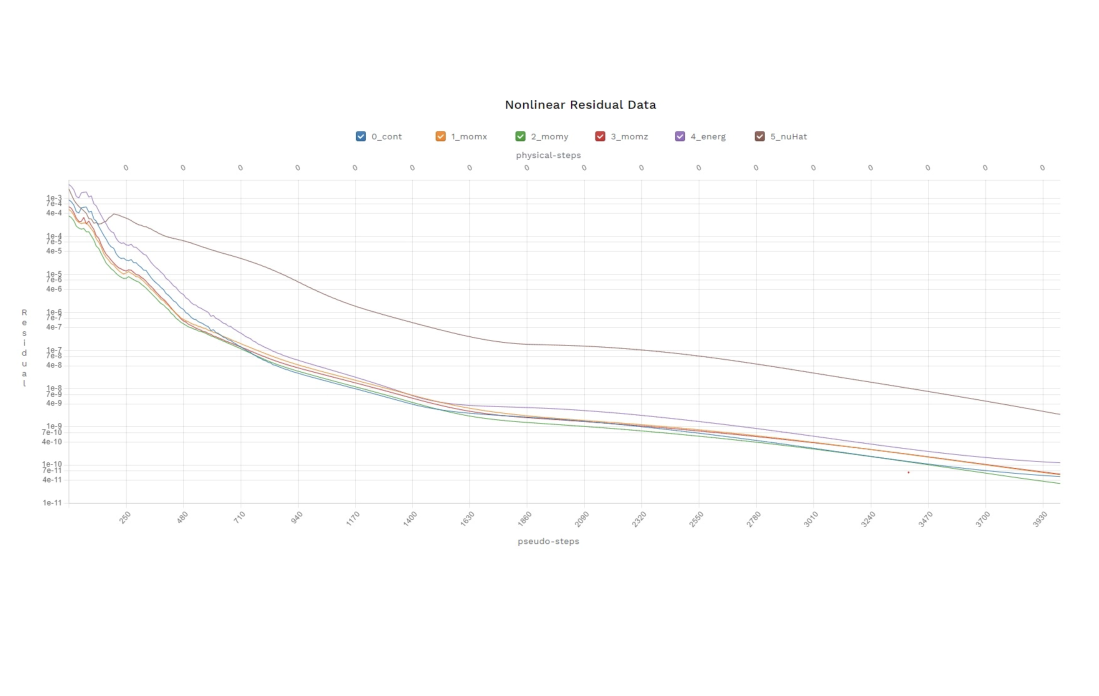 Nonlinear Residual Data
0_cont 1_momx 2_momy 3_momz 4_energ 5_nuHat
physical-steps
0 0 0 0 0 0 0 0 0 0 0 0 0 0 0 0 0
1e-3
7e-4
4e-4
1e-4
7e-5
4e-5
1e-5
7e-6
4e-6
1e-6
7e-7
4e-7
1e-7
7e-8
4e-8
1e-8
7e-9
4e-9
1e-9
7e-10
4e-10
1e-10
7e-11
4e-11
1e-11
Residual
250 480 710 940 1170 1400 1630 1860 2090 2320 2550 2780 3010 3240 3470 3700 3930
pseudo-steps